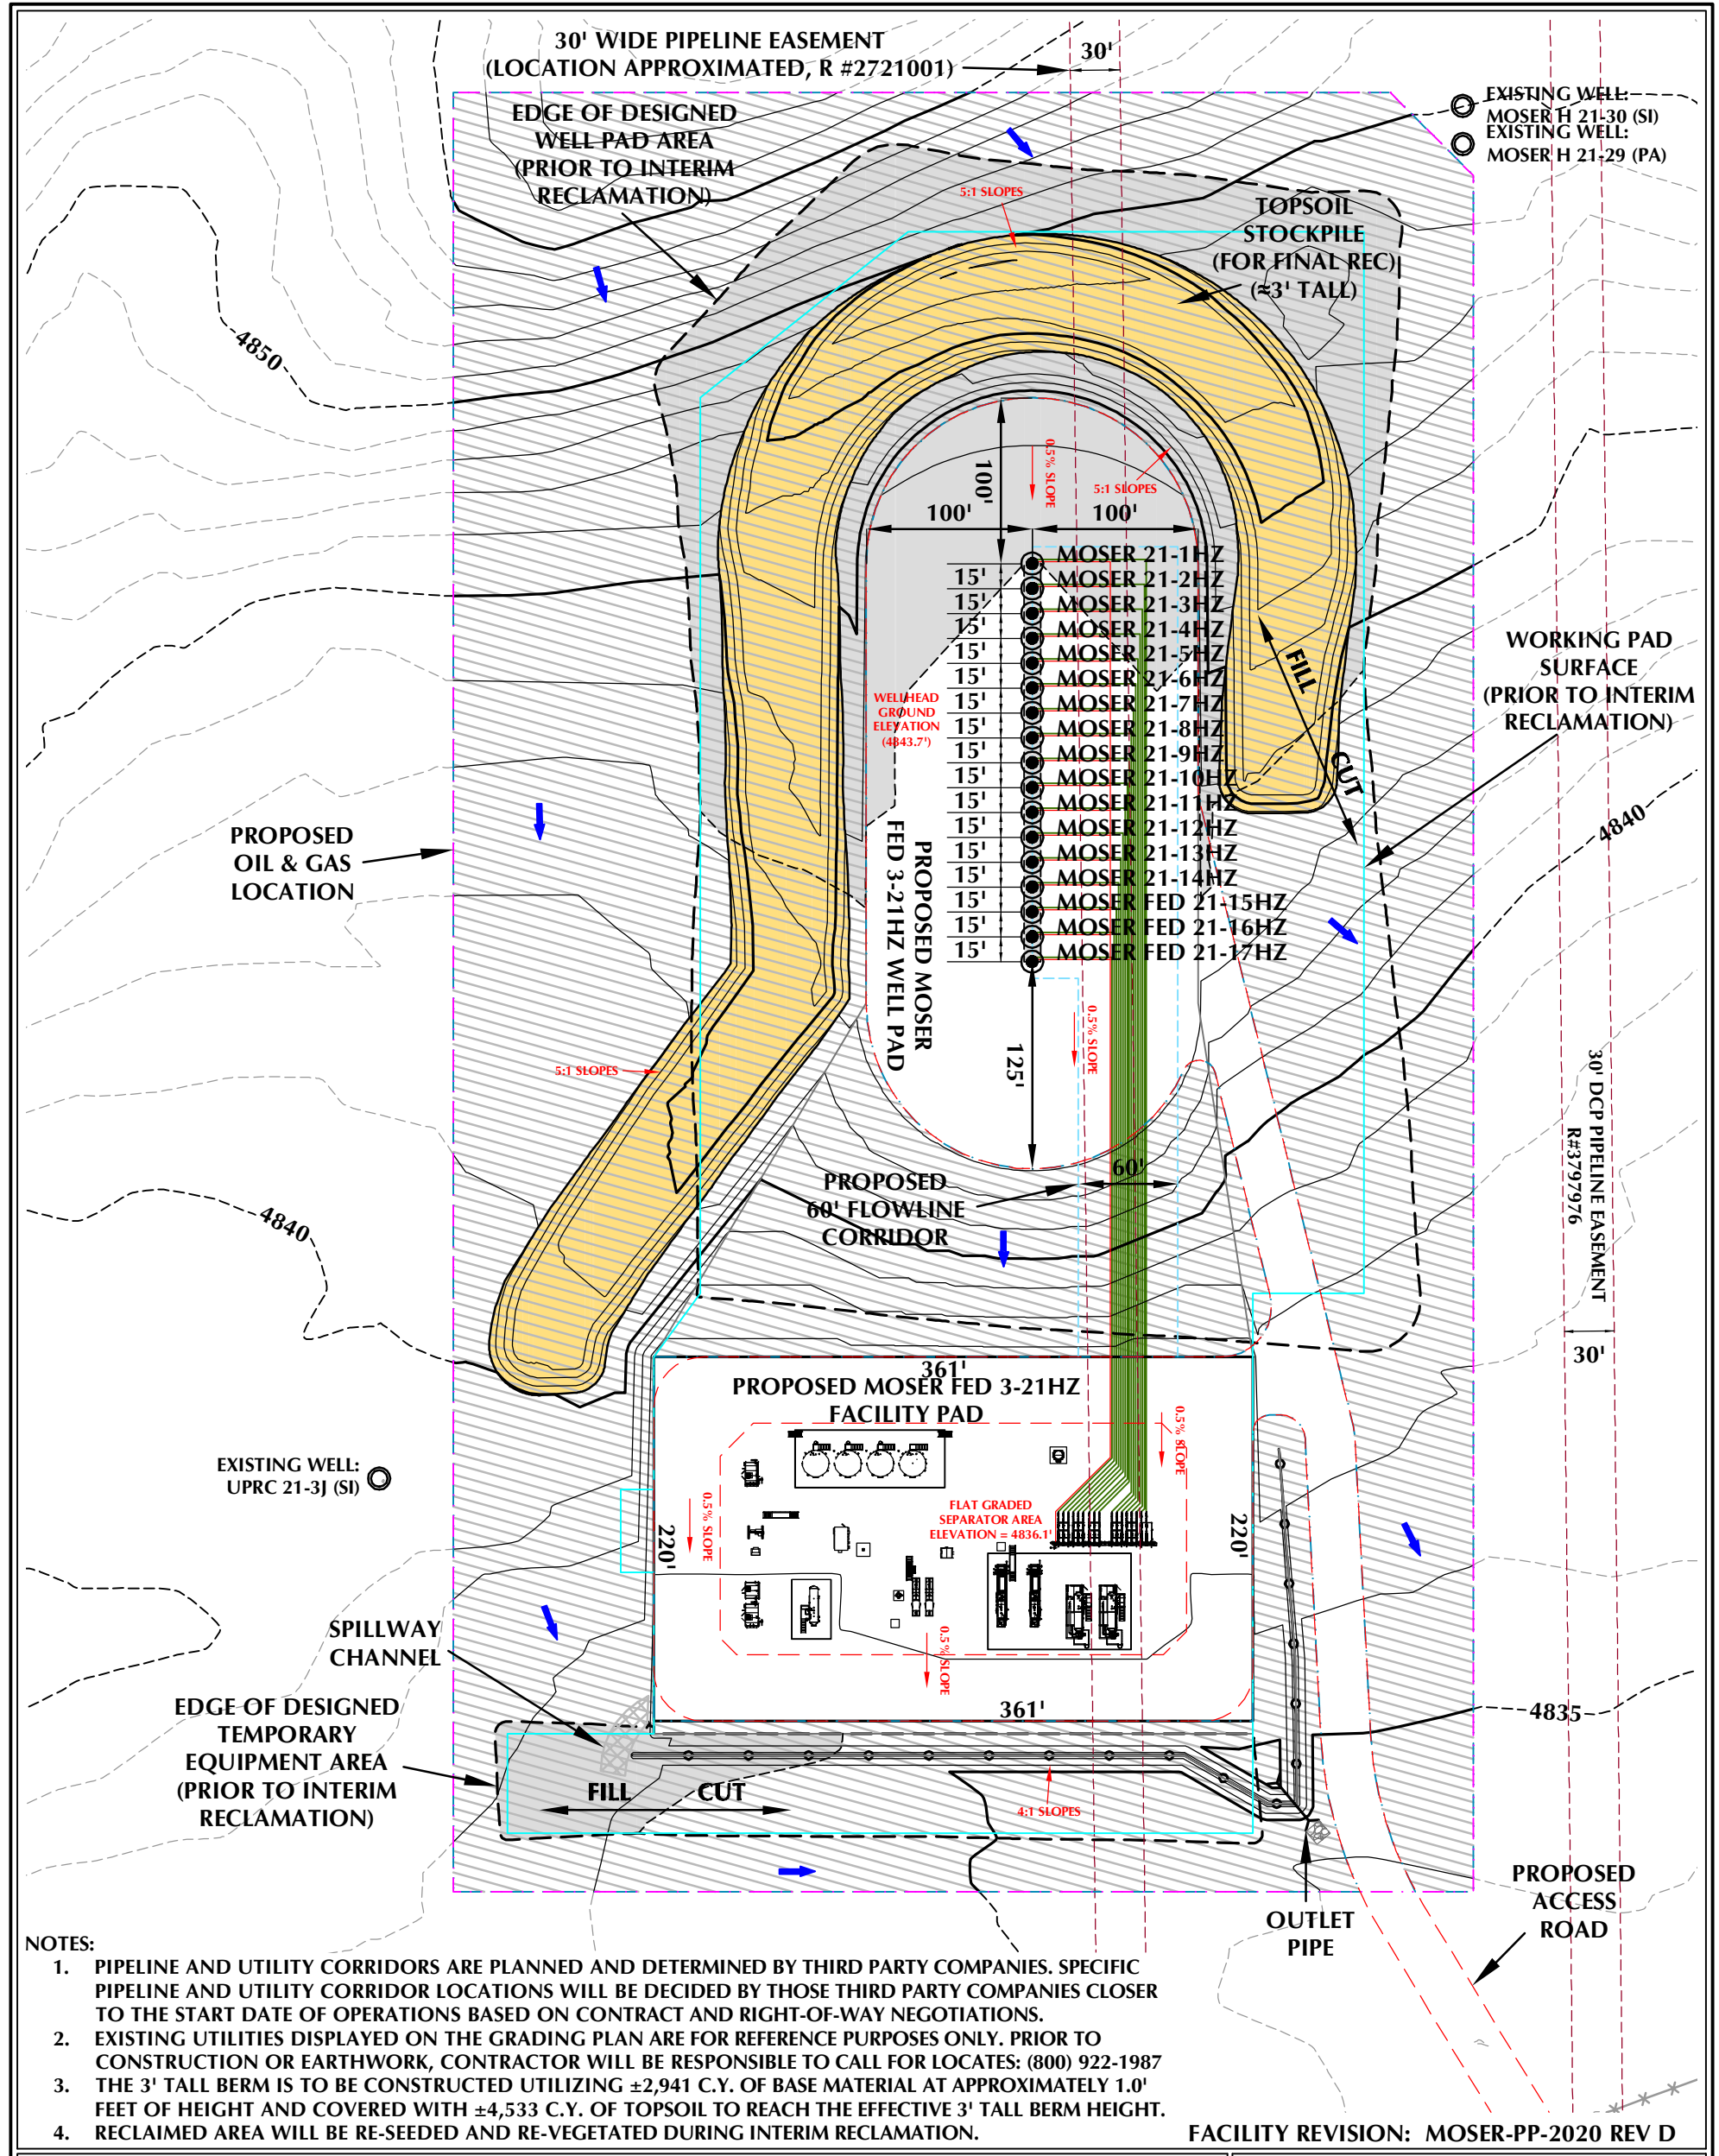 30' WIDE PIPELINE EASEMENT
(LOCATION APPROXIMATED, R #2721001)
30'
EDGE OF DESIGNED
WELL PAD AREA
(PRIOR TO INTERIM
RECLAMATION)
EXISTING WELL:
MOSER H 21-30 (SI)
EXISTING WELL:
MOSER H 21-29 (PA)
5:1 SLOPES
TOPSOIL
STOCKPILE
(FOR FINAL REC)
(≈3' TALL)
4850
100'
0.5% SLOPE
5:1 SLOPES
100'
100'
MOSER 21-1HZ
15'
MOSER 21-2HZ
15'
MOSER 21-3HZ
15'
MOSER 21-4HZ
15'
MOSER 21-5HZ
15'
MOSER 21-6HZ
15'
MOSER 21-7HZ
15'
MOSER 21-8HZ
15'
MOSER 21-9HZ
15'
MOSER 21-10HZ
15'
MOSER 21-11HZ
15'
MOSER 21-12HZ
15'
MOSER 21-13HZ
15'
MOSER 21-14HZ
15'
MOSER FED 21-15HZ
15'
MOSER FED 21-16HZ
15'
MOSER FED 21-17HZ
WELLHEAD
GROUND
ELEVATION
(4843.7')
FILL
CUT
WORKING PAD
SURFACE
(PRIOR TO INTERIM
RECLAMATION)
4840
PROPOSED
OIL & GAS
LOCATION
PROPOSED MOSER
FED 3-21HZ WELL PAD
0.5% SLOPE
125'
5:1 SLOPES
30' DCP PIPELINE EASEMENT
R#3797976
30'
60'
PROPOSED
60' FLOWLINE
CORRIDOR
4840
361'
PROPOSED MOSER FED 3-21HZ
FACILITY PAD
0.5% SLOPE
EXISTING WELL:
UPRC 21-3J (SI)
0.5% SLOPE
FLAT GRADED
SEPARATOR AREA
ELEVATION = 4836.1'
220'
220'
0.5% SLOPE
SPILLWAY
CHANNEL
361'
4835
EDGE OF DESIGNED
TEMPORARY
EQUIPMENT AREA
(PRIOR TO INTERIM
RECLAMATION)
FILL
CUT
4:1 SLOPES
OUTLET
PIPE
PROPOSED
ACCESS
ROAD
NOTES:
1. PIPELINE AND UTILITY CORRIDORS ARE PLANNED AND DETERMINED BY THIRD PARTY COMPANIES. SPECIFIC
PIPELINE AND UTILITY CORRIDOR LOCATIONS WILL BE DECIDED BY THOSE THIRD PARTY COMPANIES CLOSER
TO THE START DATE OF OPERATIONS BASED ON CONTRACT AND RIGHT-OF-WAY NEGOTIATIONS.
2. EXISTING UTILITIES DISPLAYED ON THE GRADING PLAN ARE FOR REFERENCE PURPOSES ONLY. PRIOR TO
CONSTRUCTION OR EARTHWORK, CONTRACTOR WILL BE RESPONSIBLE TO CALL FOR LOCATES: (800) 922-1987
3. THE 3' TALL BERM IS TO BE CONSTRUCTED UTILIZING ±2,941 C.Y. OF BASE MATERIAL AT APPROXIMATELY 1.0'
FEET OF HEIGHT AND COVERED WITH ±4,533 C.Y. OF TOPSOIL TO REACH THE EFFECTIVE 3' TALL BERM HEIGHT.
4. RECLAIMED AREA WILL BE RE-SEEDED AND RE-VEGETATED DURING INTERIM RECLAMATION.
FACILITY REVISION: MOSER-PP-2020 REV D